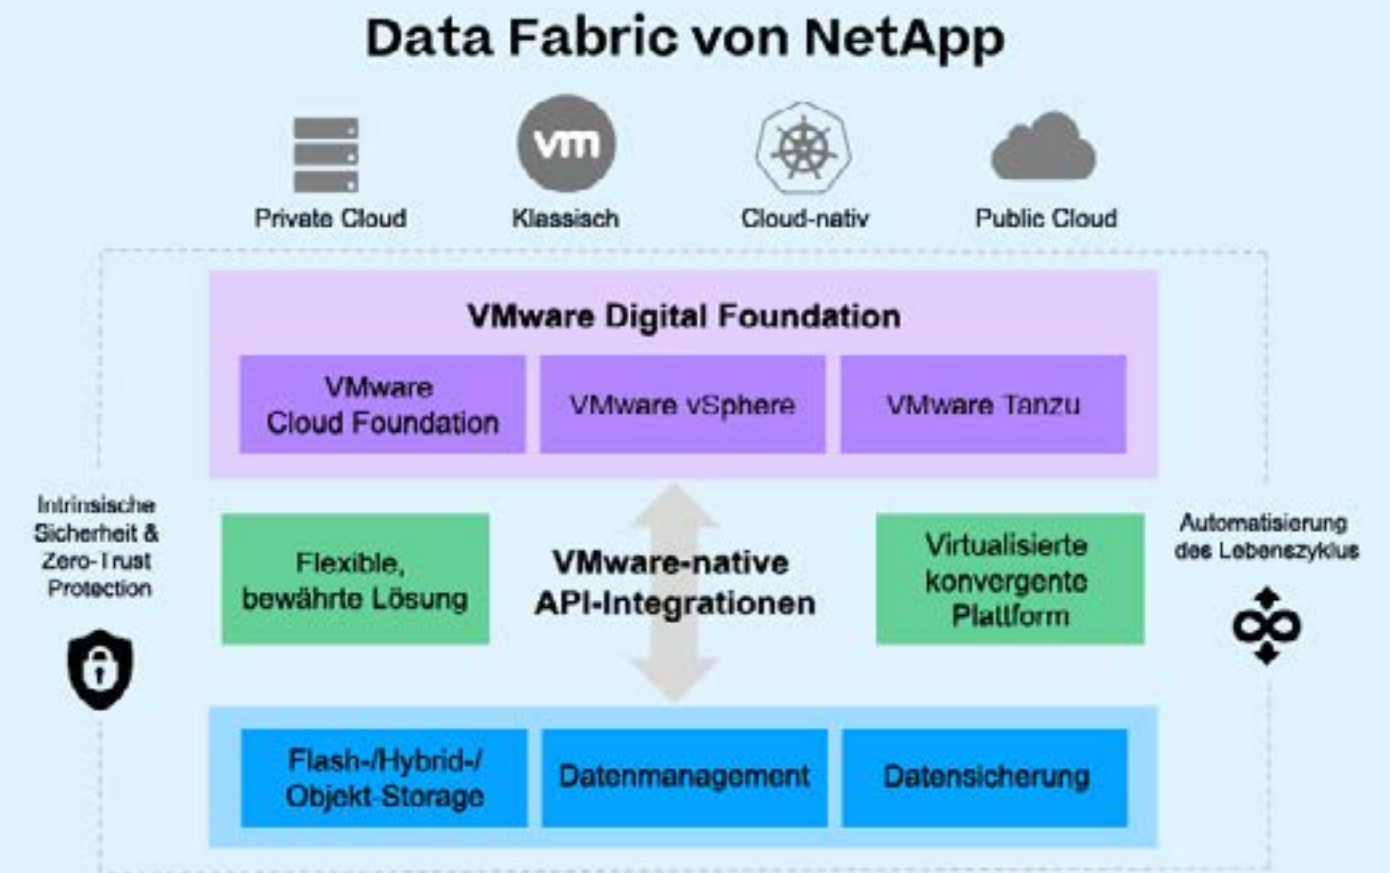 Data Fabric von NetApp
vm
Private Cloud
Klassisch
Cloud-nativ
Public Cloud
VMware Digital Foundation
VMware
Cloud Foundation
VMware vSphere
VMware Tanzu
Intrinsische
Sicherheit &
Zero-Trust
Protection
Flexible,
bewährte Lösung
VMware-native
API-Integrationen
Virtualisierte
konvergente
Plattform
Automatisierung
des Lebenszyklus
Flash-/Hybrid-/
Objekt-Storage
Datenmanagement
Datensicherung